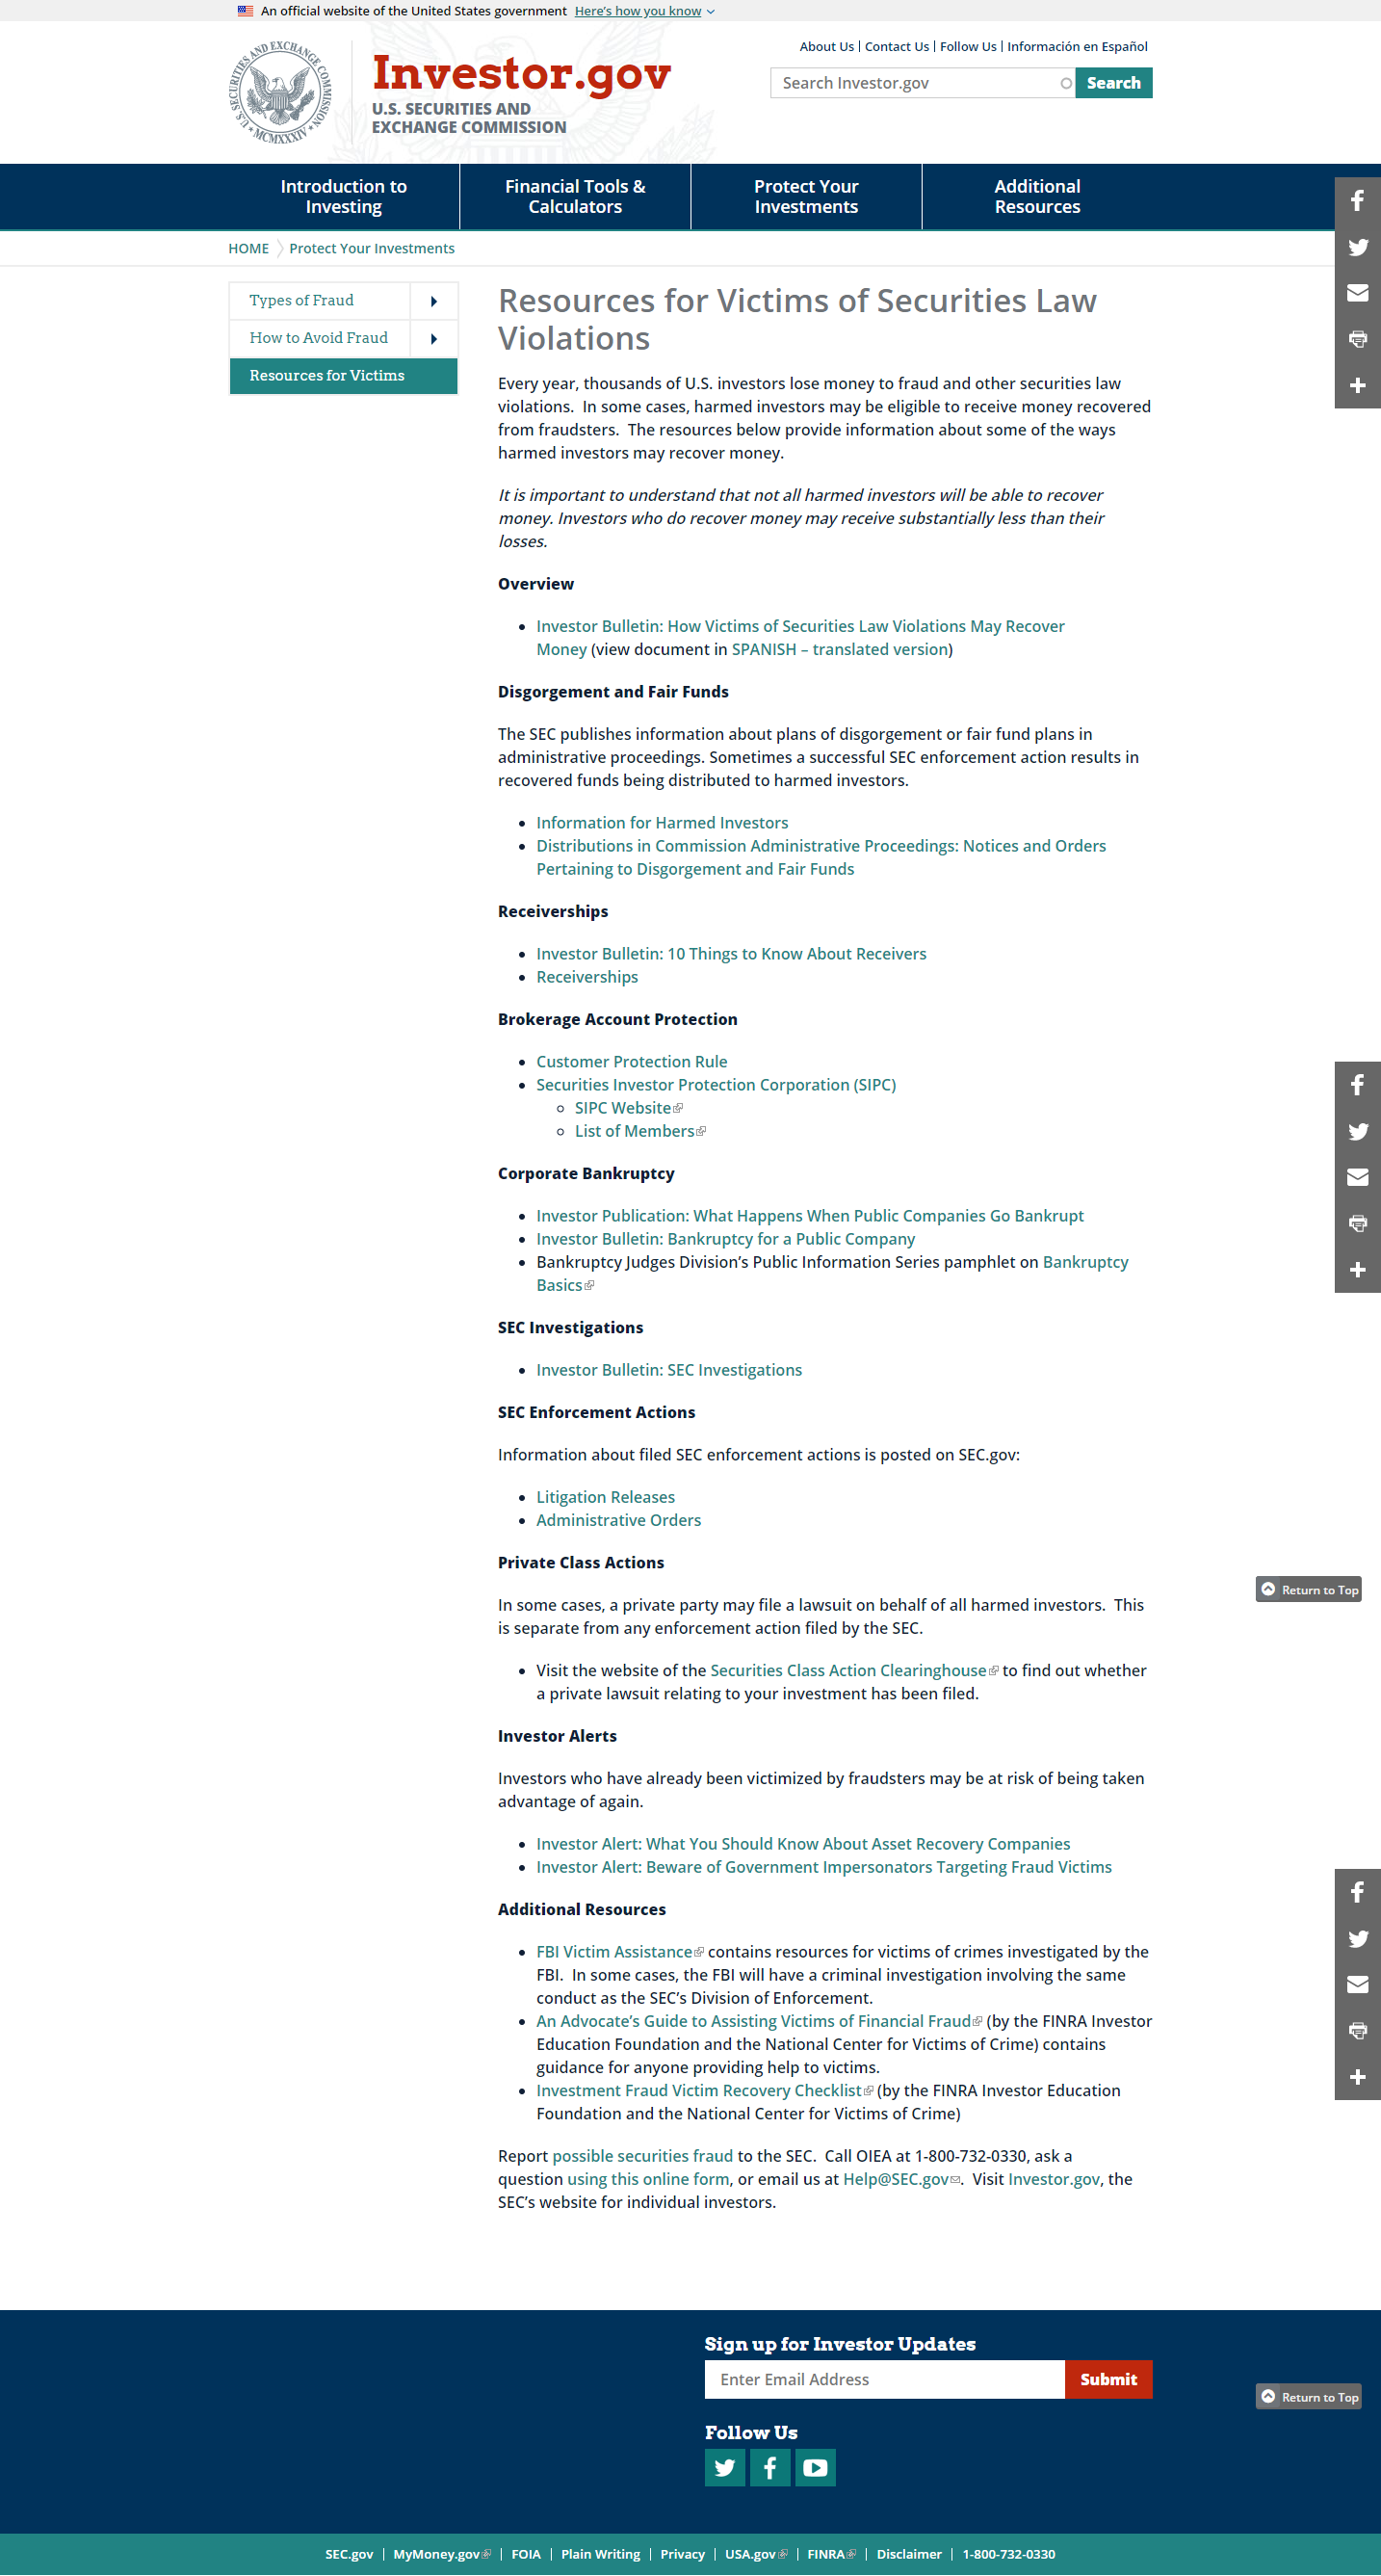 An official website of the United States government Here's how you know
About Us | Contact Us | Follow Us | Información en Español
U.S. SECURITIES AND EXCHANGE COMMISSION
MCMXXXIV
Investor.gov
U.S. SECURITIES AND
EXCHANGE COMMISSION
Search Investor.gov
Search
Introduction to
Investing
Financial Tools &
Calculators
Protect Your
Investments
Additional
Resources
HOME
Protect Your Investments
Types of Fraud
How to Avoid Fraud
Resources for Victims
Resources for Victims of Securities Law
Violations
Every year, thousands of U.S. investors lose money to fraud and other securities law
violations.  In some cases, harmed investors may be eligible to receive money recovered
from fraudsters.  The resources below provide information about some of the ways
harmed investors may recover money.
It is important to understand that not all harmed investors will be able to recover
money. Investors who do recover money may receive substantially less than their
losses.
Overview
Investor Bulletin: How Victims of Securities Law Violations May Recover
Money (view document in SPANISH – translated version)
Disgorgement and Fair Funds
The SEC publishes information about plans of disgorgement or fair fund plans in
administrative proceedings. Sometimes a successful SEC enforcement action results in
recovered funds being distributed to harmed investors.
Information for Harmed Investors
Distributions in Commission Administrative Proceedings: Notices and Orders
Pertaining to Disgorgement and Fair Funds
Receiverships
Investor Bulletin: 10 Things to Know About Receivers
Receiverships
Brokerage Account Protection
Customer Protection Rule
Securities Investor Protection Corporation (SIPC)
SIPC Website
List of Members
Corporate Bankruptcy
Investor Publication: What Happens When Public Companies Go Bankrupt
Investor Bulletin: Bankruptcy for a Public Company
Bankruptcy Judges Division's Public Information Series pamphlet on Bankruptcy
Basics
SEC Investigations
Investor Bulletin: SEC Investigations
SEC Enforcement Actions
Information about filed SEC enforcement actions is posted on SEC.gov:
Litigation Releases
Administrative Orders
Private Class Actions
In some cases, a private party may file a lawsuit on behalf of all harmed investors.  This
is separate from any enforcement action filed by the SEC.
Return to Top
Visit the website of the Securities Class Action Clearinghouse to find out whether
a private lawsuit relating to your investment has been filed.
Investor Alerts
Investors who have already been victimized by fraudsters may be at risk of being taken
advantage of again.
Investor Alert: What You Should Know About Asset Recovery Companies
Investor Alert: Beware of Government Impersonators Targeting Fraud Victims
Additional Resources
FBI Victim Assistance contains resources for victims of crimes investigated by the
FBI.  In some cases, the FBI will have a criminal investigation involving the same
conduct as the SEC's Division of Enforcement.
An Advocate's Guide to Assisting Victims of Financial Fraud (by the FINRA Investor
Education Foundation and the National Center for Victims of Crime) contains
guidance for anyone providing help to victims.
Investment Fraud Victim Recovery Checklist (by the FINRA Investor Education
Foundation and the National Center for Victims of Crime)
Report possible securities fraud to the SEC.  Call OIEA at 1-800-732-0330, ask a
question using this online form, or email us at Help@SEC.gov.  Visit Investor.gov, the
SEC's website for individual investors.
Sign up for Investor Updates
Enter Email Address
Submit
Return to Top
Follow Us
SEC.gov | MyMoney.gov | FOIA | Plain Writing | Privacy | USA.gov | FINRA | Disclaimer | 1-800-732-0330